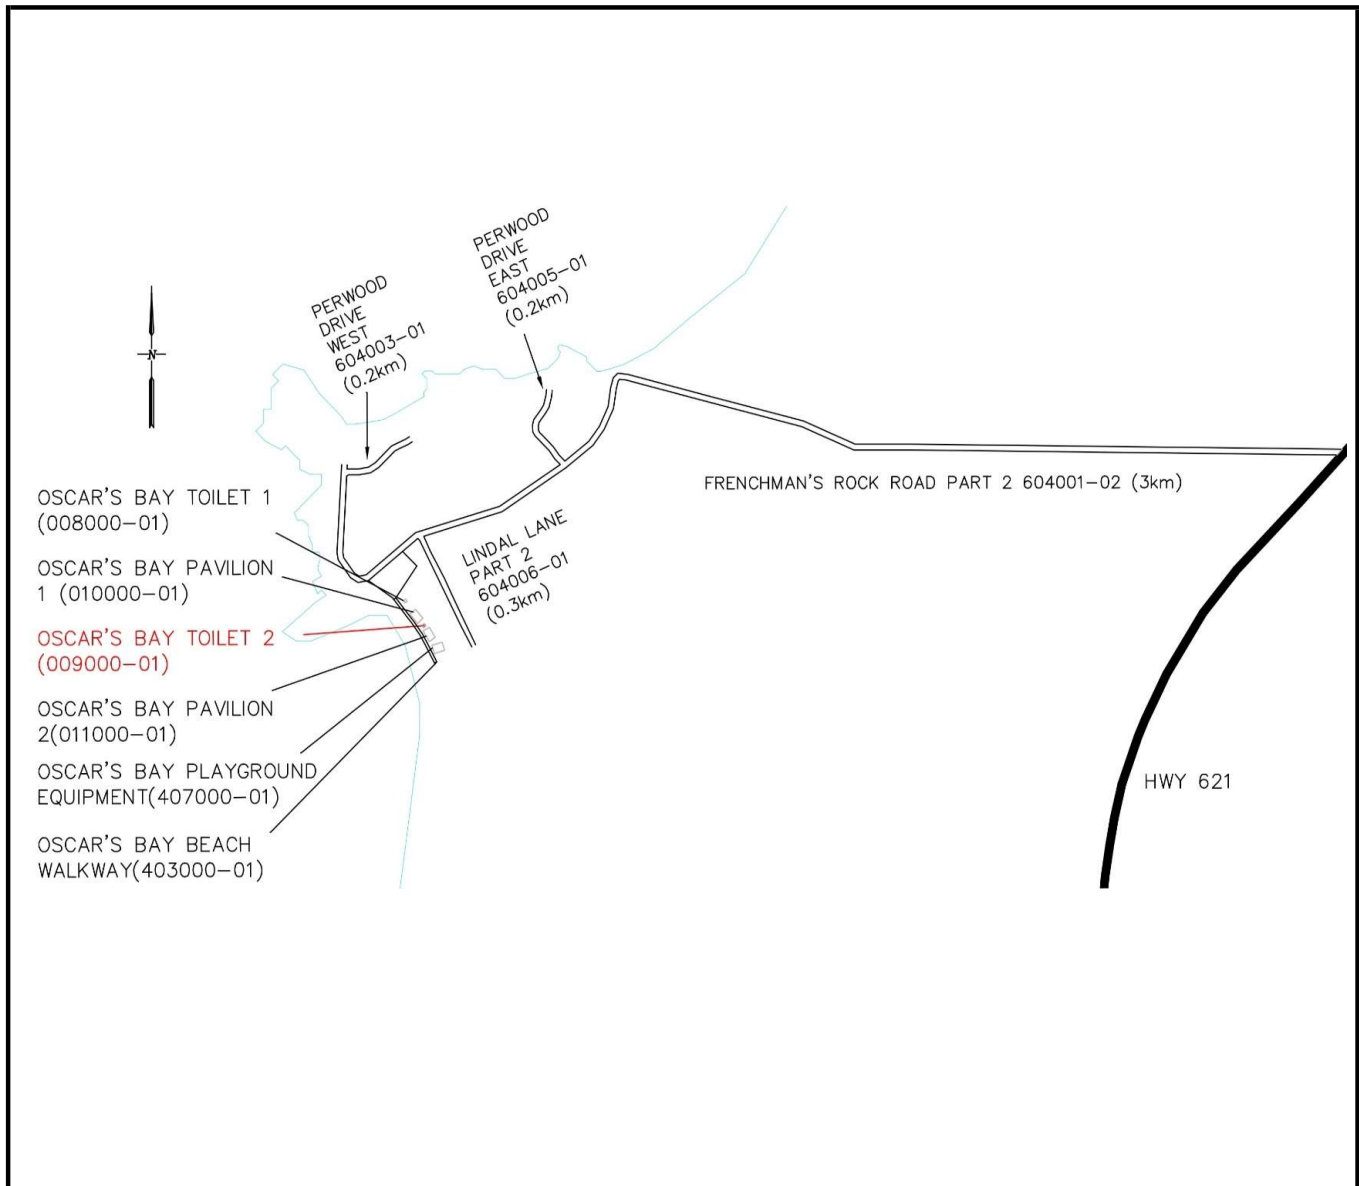 PERWOOD
DRIVE
EAST
604005-01
(0.2km)
PERWOOD
DRIVE
WEST
604003-01
(0.2km)
N
FRENCHMAN'S ROCK ROAD PART 2 604001-02 (3km)
OSCAR'S BAY TOILET 1
(008000-01)
LINDAL LANE
PART 2
604006-01
(0.3km)
OSCAR'S BAY PAVILION
1 (010000-01)
OSCAR'S BAY TOILET 2
(009000-01)
OSCAR'S BAY PAVILION
2(011000-01)
OSCAR'S BAY PLAYGROUND
EQUIPMENT(407000-01)
HWY 621
OSCAR'S BAY BEACH
WALKWAY(403000-01)